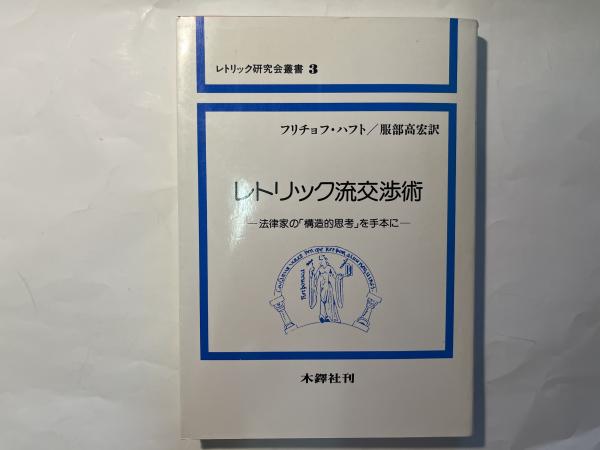 レトリック研究会叢書 3
フリチョフ・ハフト/服部高宏訳
レトリック流交渉術
―法律家の「構造的思考」を手本に―
木鐸社刊